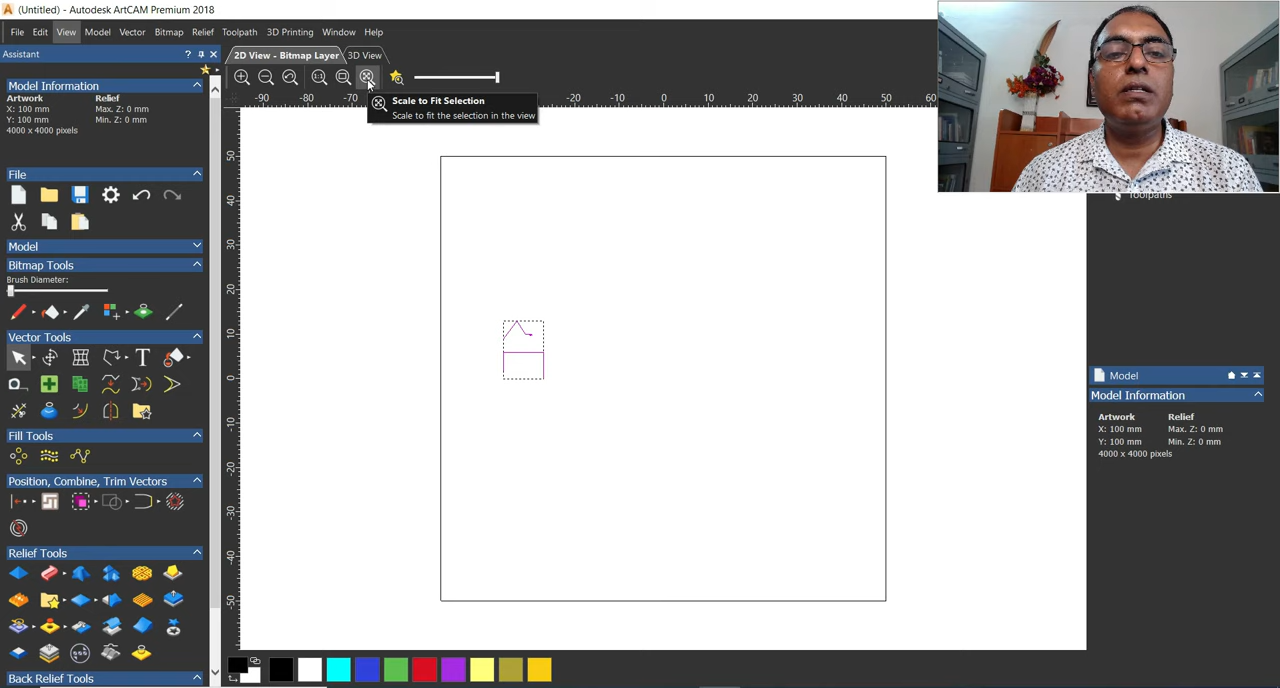 (Untitled) - Autodesk ArtCAM Premium 2018
File Edit View Model Vector Bitmap Relief Toolpath 3D Printing Window Help
Assistant ?
2D View - Bitmap Layer 3D View
Model Information
Artwork Relief
X: 100 mm Max. Z: 0 mm
Y: 100 mm Min. Z: 0 mm
4000 x 4000 pixels
Scale to Fit Selection
Scale to fit the selection in the view
-90 -80 -70 -20 -10 0 10 20 30 40 50 60
50
40
30
20
10
0
-10
-20
-30
-40
-50
File
Model
Bitmap Tools
Brush Diameter:
Vector Tools
Fill Tools
Position, Combine, Trim Vectors
Relief Tools
Back Relief Tools
Toolpaths
Model
Model Information
Artwork Relief
X: 100 mm Max. Z: 0 mm
Y: 100 mm Min. Z: 0 mm
4000 x 4000 pixels